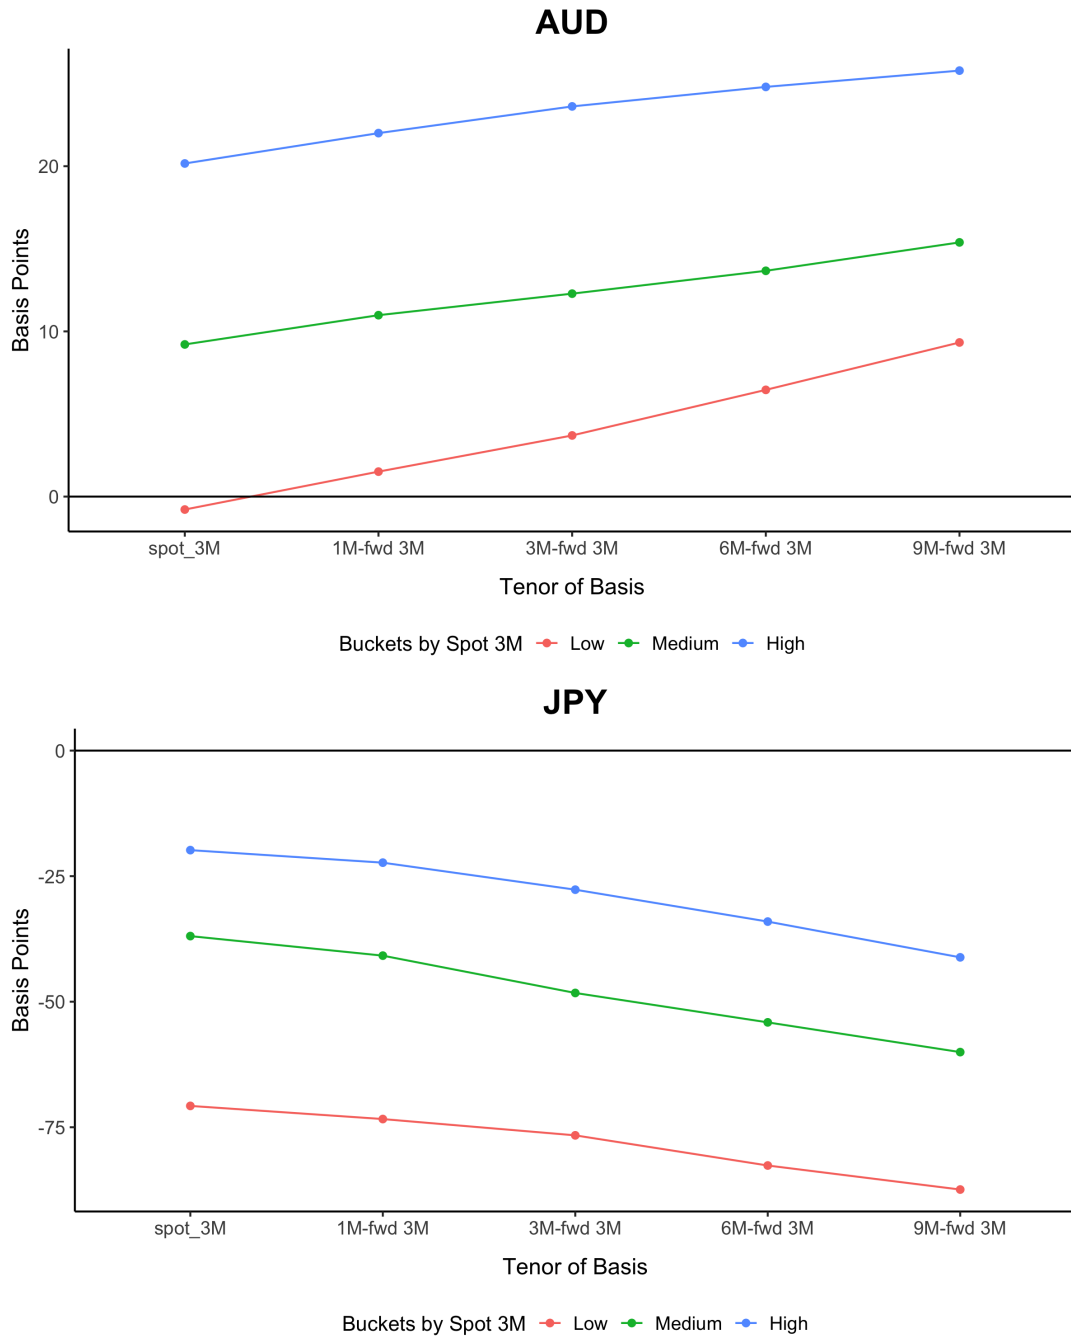 AUD
20
10
0
Basis Points
spot_3M 1M-fwd 3M 3M-fwd 3M 6M-fwd 3M 9M-fwd 3M
Tenor of Basis
Buckets by Spot 3M Low Medium High
JPY
0
-25
-50
-75
Basis Points
spot_3M 1M-fwd 3M 3M-fwd 3M 6M-fwd 3M 9M-fwd 3M
Tenor of Basis
Buckets by Spot 3M Low Medium High